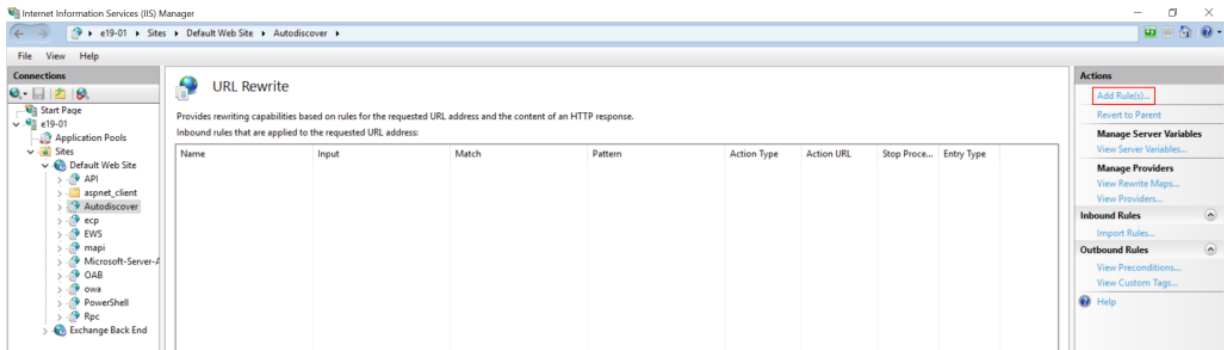 Internet Information Services (IIS) Manager
e19-01 Sites Default Web Site Autodiscover
File View Help
Connections
Start Page
e19-01
Application Pools
Sites
Default Web Site
API
aspnet_client
Autodiscover
ecp
EWS
mapi
Microsoft-Server-A
OAB
owa
PowerShell
Rpc
Exchange Back End
URL Rewrite
Provides rewriting capabilities based on rules for the requested URL address and the content of an HTTP response.
Inbound rules that are applied to the requested URL address:
Name Input Match Pattern Action Type Action URL Stop Proce... Entry Type
Actions
Add Rule(s)...
Revert to Parent
Manage Server Variables
View Server Variables...
Manage Providers
View Rewrite Maps...
View Providers...
Inbound Rules
Import Rules...
Outbound Rules
View Preconditions...
View Custom Tags...
Help